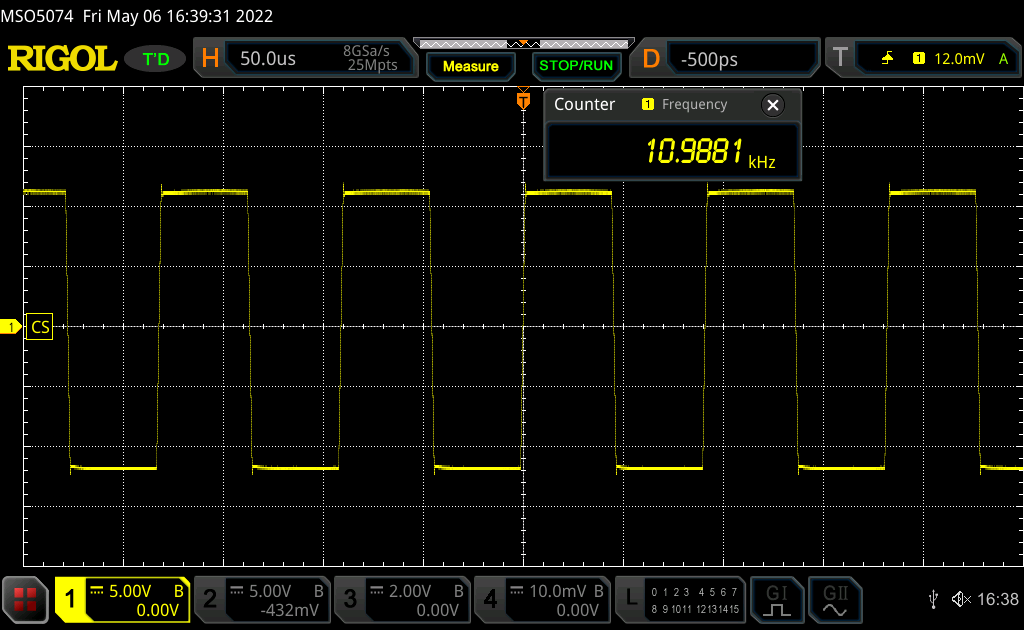 MSO5074 Fri May 06 16:39:31 2022
RIGOL T'D H 50.0us 8GSa/s 25Mpts Measure STOP/RUN D -500ps T 1 12.0mV A
T
Counter 1 Frequency ✕
10.9881 kHz
1 CS
1 5.00V B 0.00V
2 5.00V B -432mV
3 2.00V B 0.00V
4 10.0mV B 0.00V
L 0 1 2 3 4 5 6 7
8 9 10 11 12 13 14 15
GI
GII
16:38